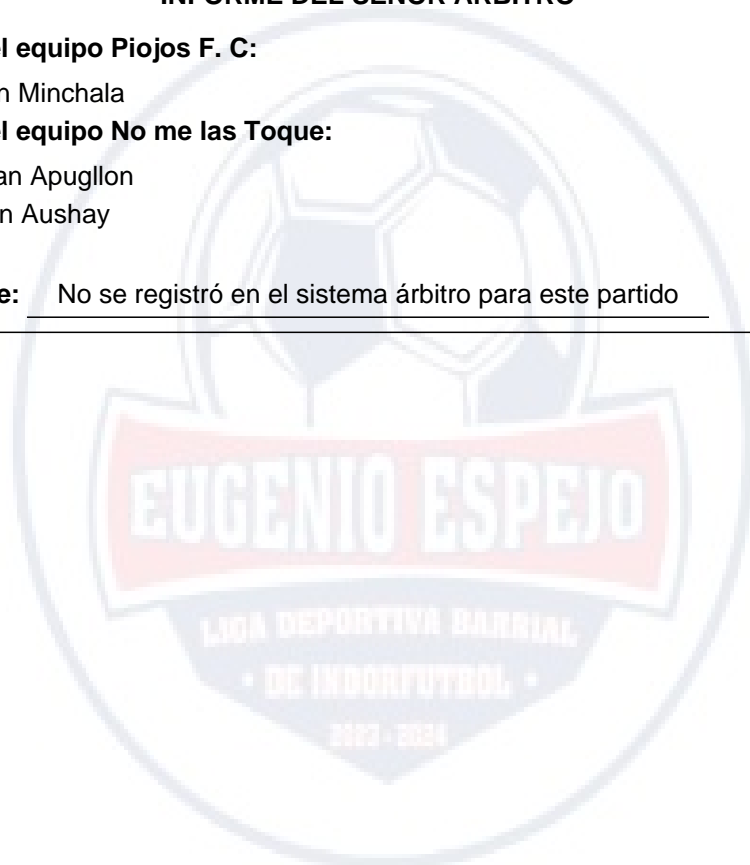 INFORME DEL SEÑOR ÁRBITRO
el equipo Piojos F. C:
n Minchala
el equipo No me las Toque:
an Apugllon
n Aushay
e: No se registró en el sistema árbitro para este partido
EUGENIO ESPEJO
LIGA DEPORTIVA BARRIAL
• DE INDORFUTBOL •
2023 - 2024